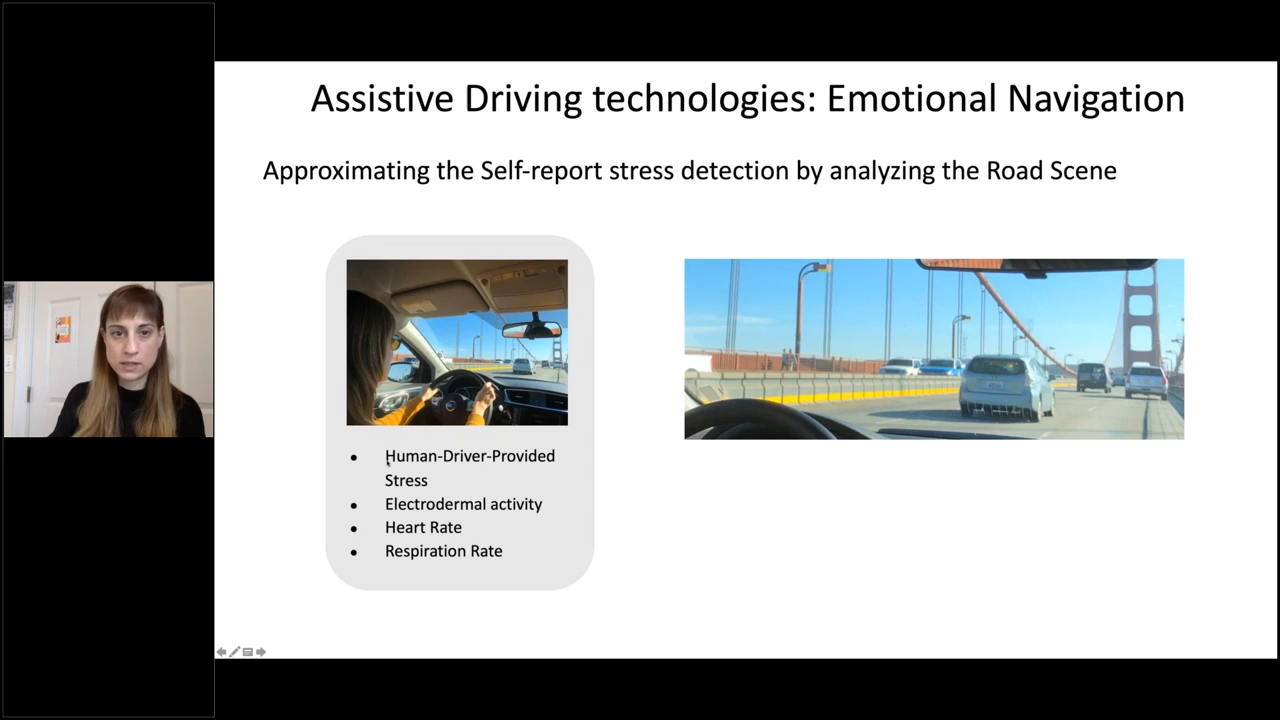 Assistive Driving technologies: Emotional Navigation
Approximating the Self-report stress detection by analyzing the Road Scene
• Human-Driver-Provided
Stress
• Electrodermal activity
• Heart Rate
• Respiration Rate